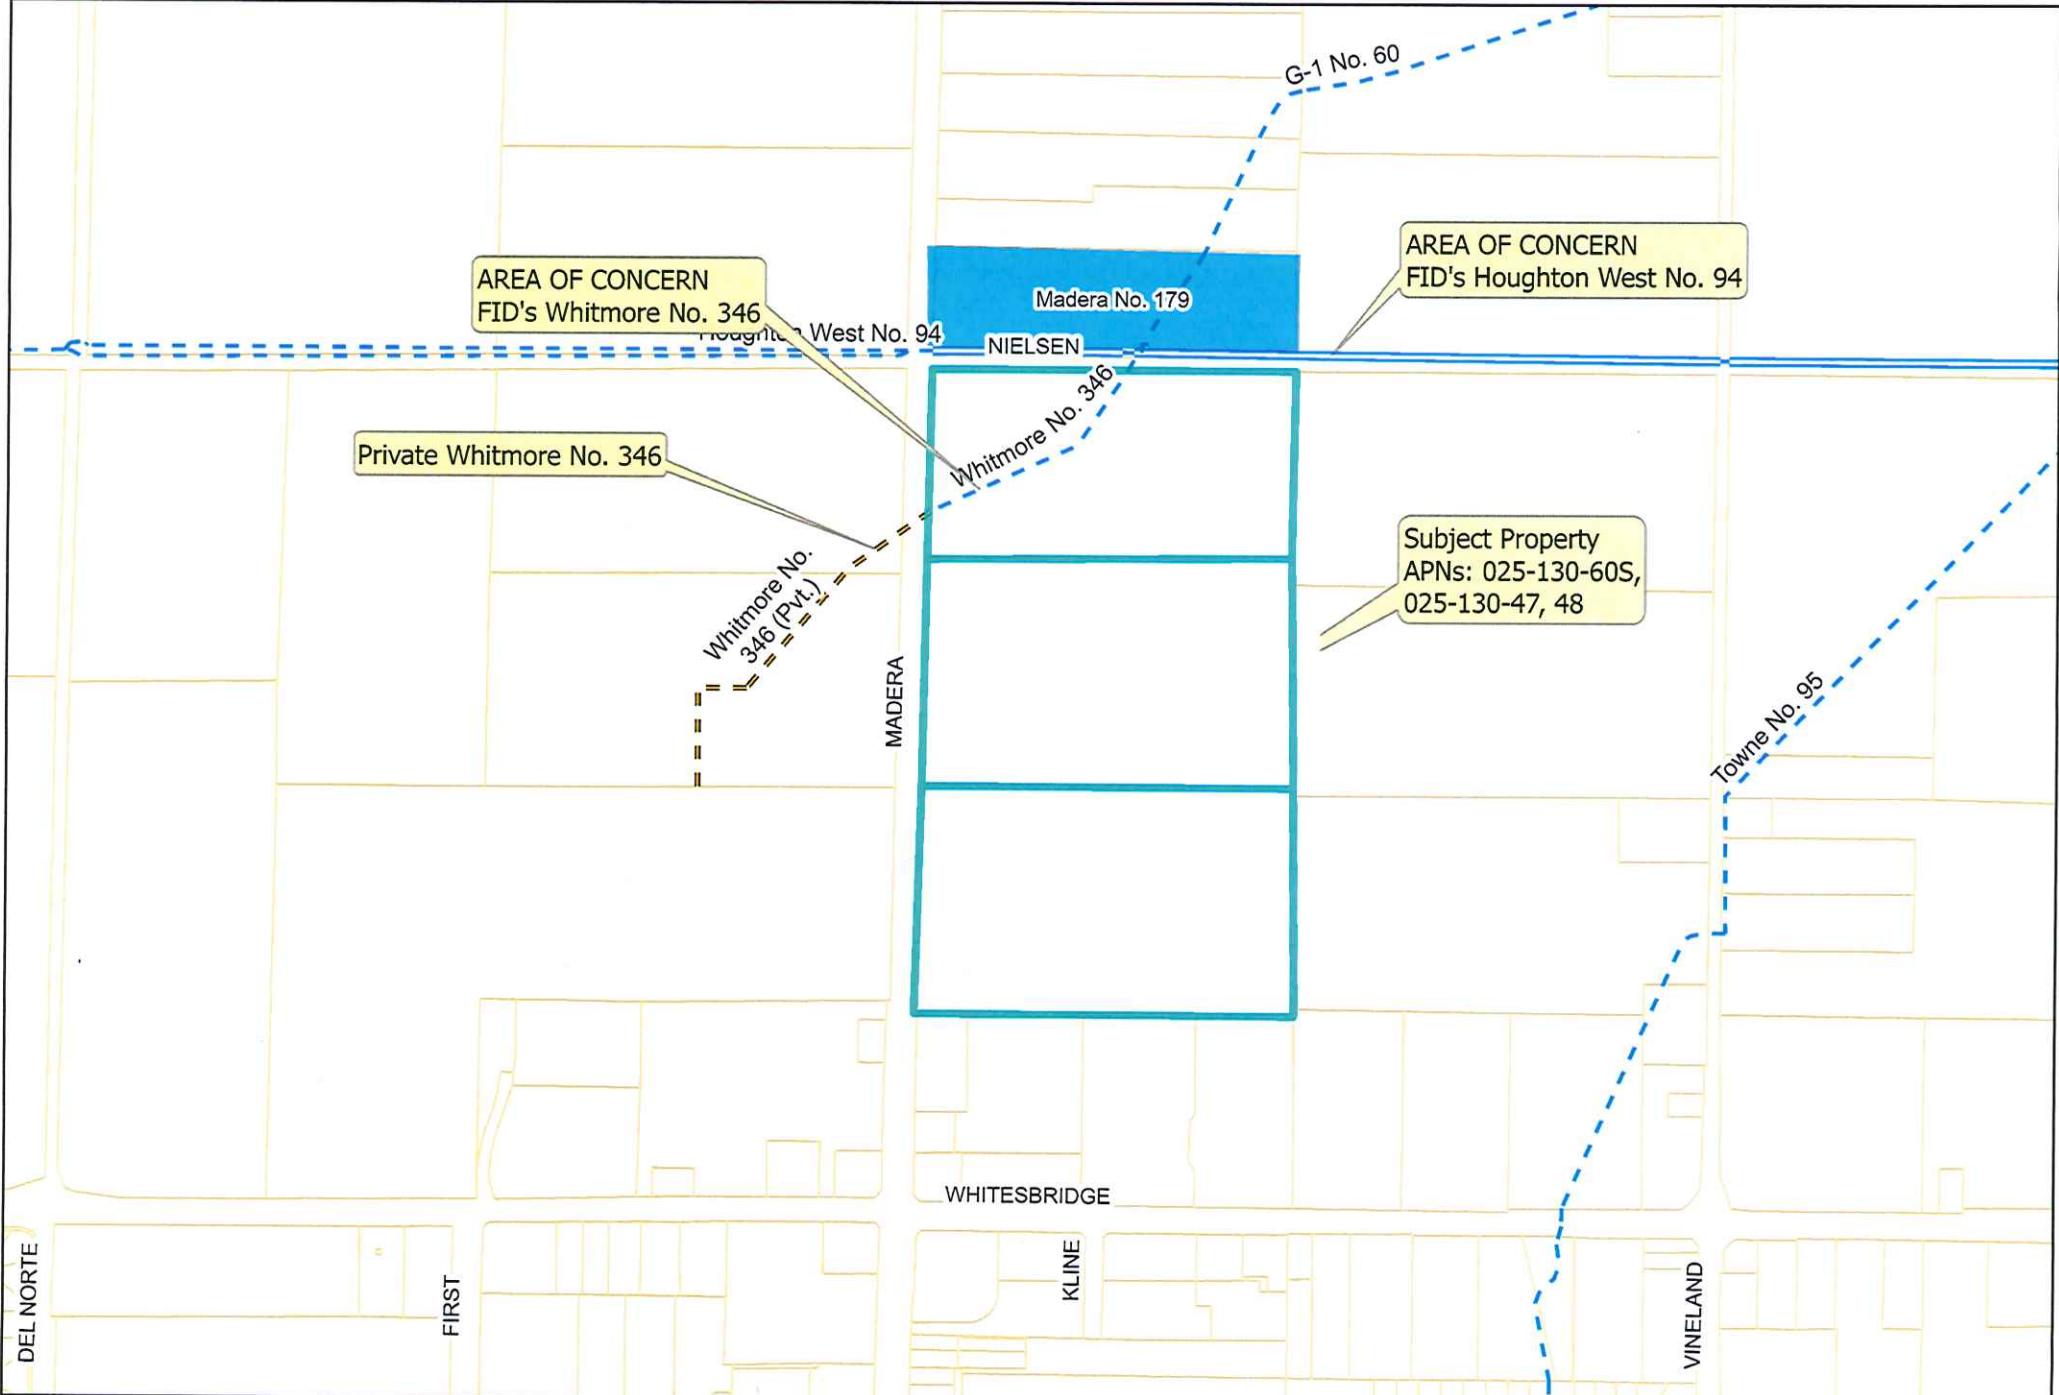 G-1 No. 60
AREA OF CONCERN
FID's Houghton West No. 94
AREA OF CONCERN
FID's Whitmore No. 346
Madera No. 179
Houghton West No. 94
NIELSEN
Whitmore No. 346
Private Whitmore No. 346
Subject Property
APNs: 025-130-60S,
025-130-47, 48
Whitmore No.
346 (Pvt.)
MADERA
Towne No. 95
WHITESBRIDGE
DEL NORTE
FIRST
KLINE
VINELAND